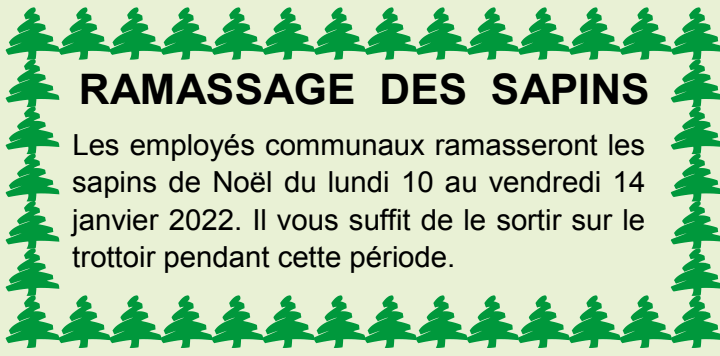 RAMASSAGE DES SAPINS
Les employés communaux ramasseront les
sapins de Noël du lundi 10 au vendredi 14
janvier 2022. Il vous suffit de le sortir sur le
trottoir pendant cette période.